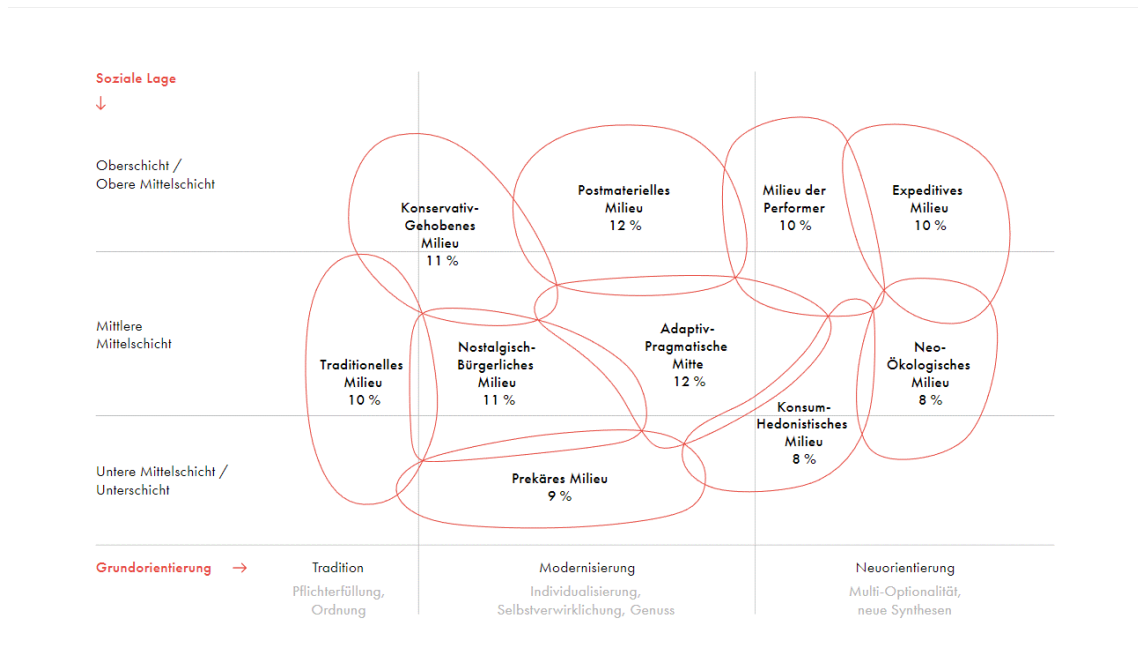 Soziale Lage
↓
Oberschicht /
Obere Mittelschicht
Konservativ-
Gehobenes
Milieu
11 %
Postmaterielles
Milieu
12 %
Milieu der
Performer
10 %
Expeditives
Milieu
10 %
Mittlere
Mittelschicht
Traditionelles
Milieu
10 %
Nostalgisch-
Bürgerliches
Milieu
11 %
Adaptiv-
Pragmatische
Mitte
12 %
Neo-
Ökologisches
Milieu
8 %
Konsum-
Hedonistisches
Milieu
8 %
Untere Mittelschicht /
Unterschicht
Prekäres Milieu
9 %
Grundorientierung →
Tradition
Pflichterfüllung,
Ordnung
Modernisierung
Individualisierung,
Selbstverwirklichung, Genuss
Neuorientierung
Multi-Optionalität,
neue Synthesen